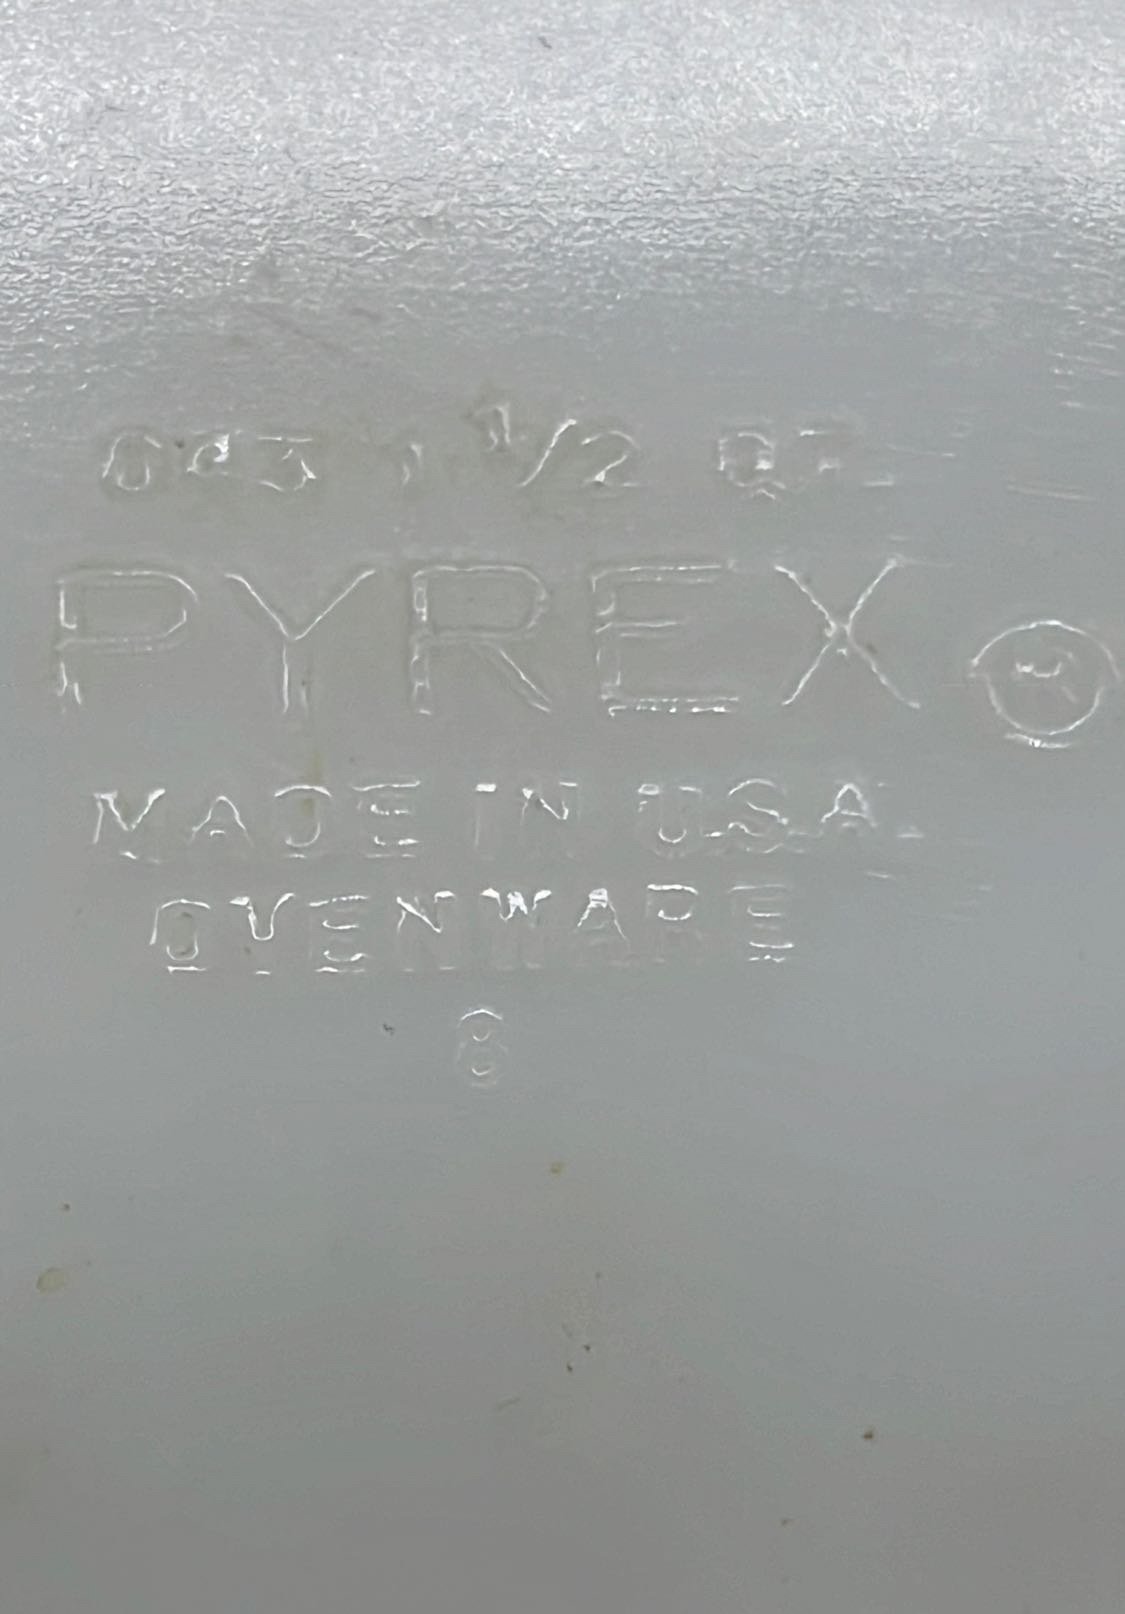 043 1 1/2 QT.
PYREX ®
MADE IN U.S.A.
OVENWARE
8